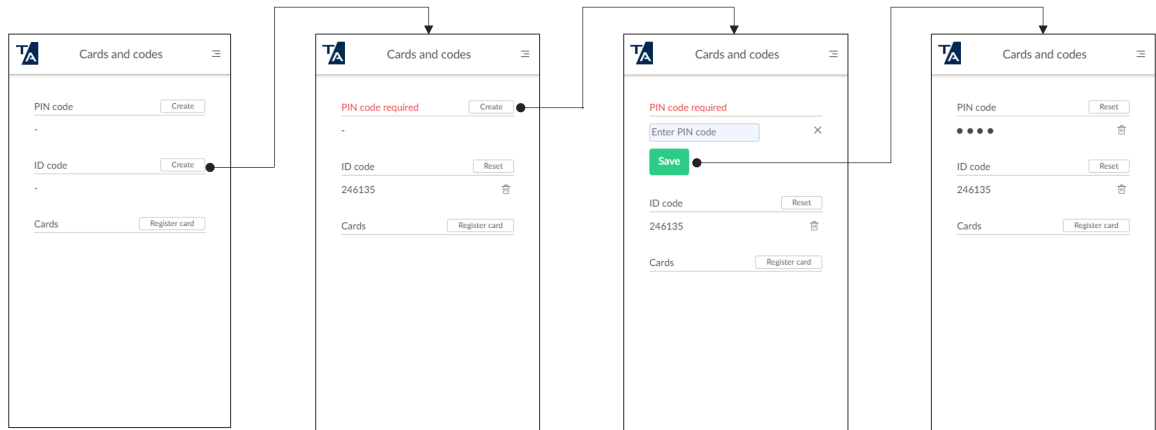 TA Cards and codes
PIN code Create
-
ID code Create
-
Cards Register card
TA Cards and codes
PIN code required Create
-
ID code Reset
246135
Cards Register card
TA Cards and codes
PIN code required
Enter PIN code
Save
ID code Reset
246135
Cards Register card
TA Cards and codes
PIN code Reset
••••
ID code Reset
246135
Cards Register card